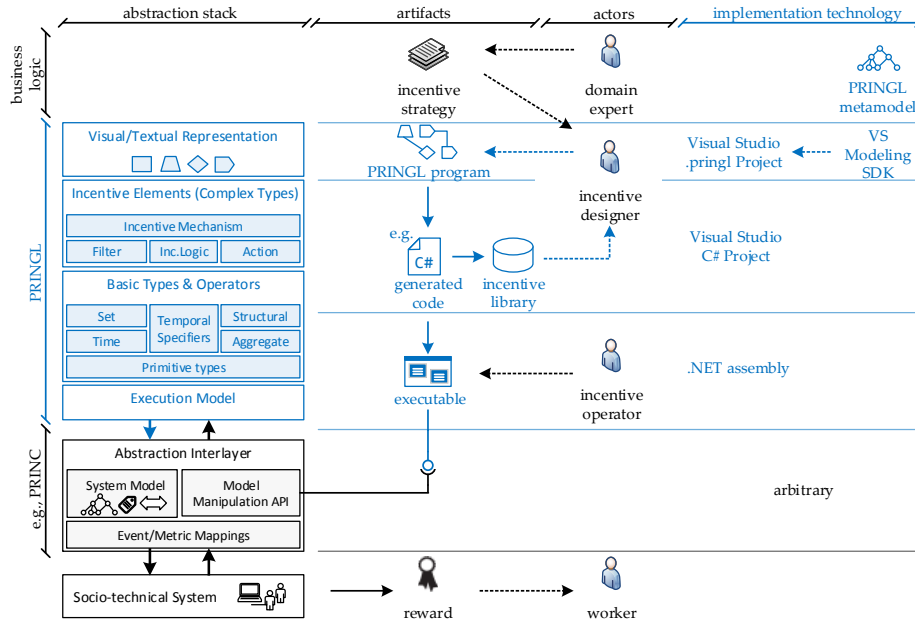 abstraction stack
artifacts
actors
implementation technology
business
logic
incentive
strategy
domain
expert
PRINGL
metamodel
PRINGL
Visual/Textual Representation
PRINGL program
incentive
designer
Visual Studio
.pringl Project
VS
Modeling
SDK
Incentive Elements (Complex Types)
Incentive Mechanism
Filter
Inc.Logic
Action
e.g.
C#
generated
code
incentive
library
Visual Studio
C# Project
Basic Types & Operators
Set
Temporal
Specifiers
Structural
Time
Aggregate
Primitive types
Execution Model
executable
incentive
operator
.NET assembly
e.g., PRINC
Abstraction Interlayer
System Model
Model
Manipulation API
Event/Metric Mappings
arbitrary
Socio-technical System
reward
worker